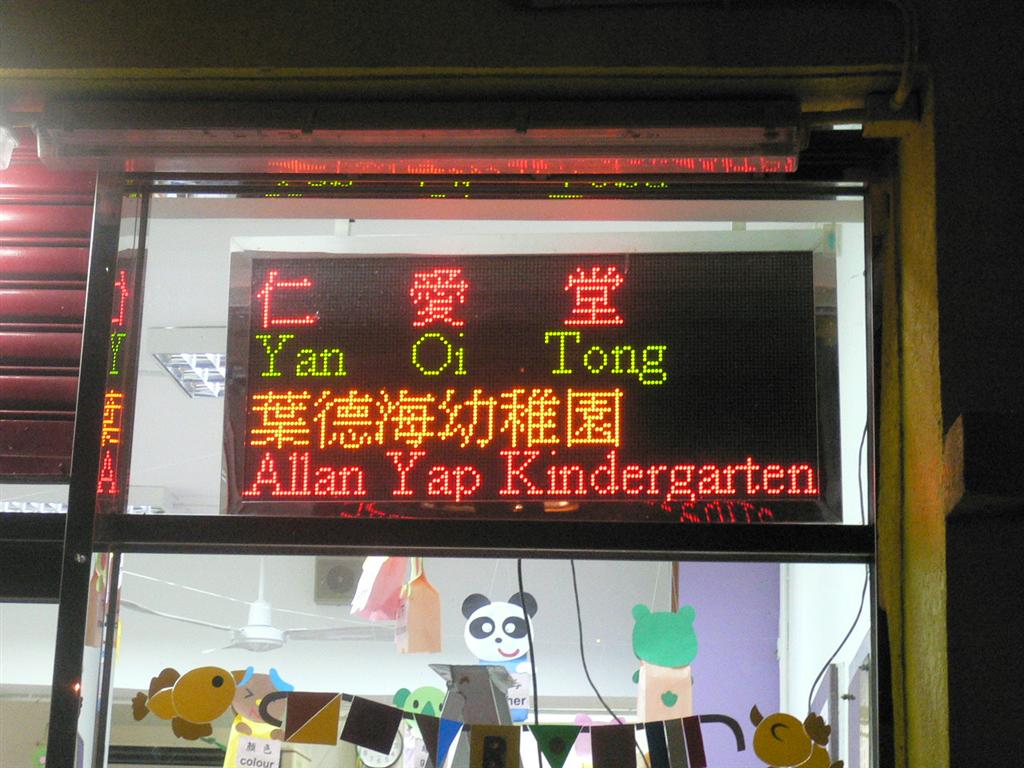 仁 愛 堂
Yan Oi Tong
葉德海幼稚園
Allan Yap Kindergarten
顏色
colour